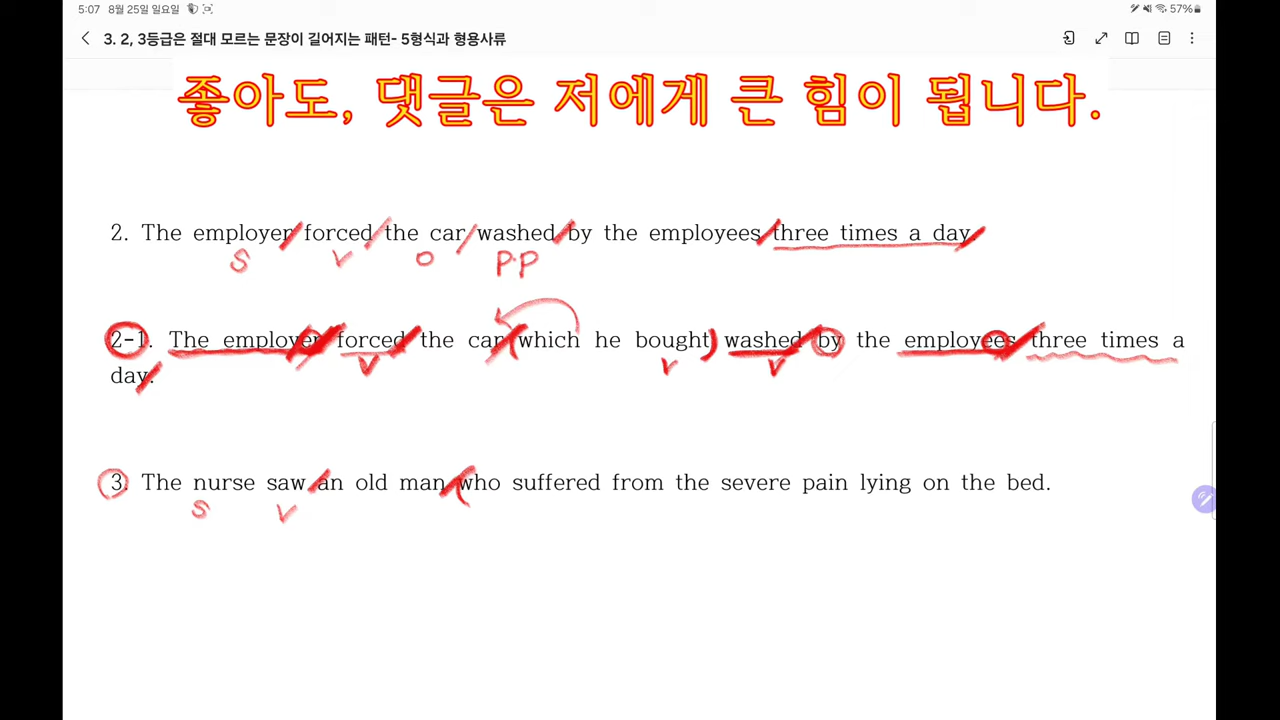 5:07 8월 25일 일요일 57%
3. 2, 3등급은 절대 모르는 문장이 길어지는 패턴- 5형식과 형용사류
좋아도, 댓글은 저에게 큰 힘이 됩니다.
2. The employer forced the car washed by the employees three times a day.
S V O P.P
2-1. The employer forced the car which he bought washed by the employees three times a
V V V
day.
3. The nurse saw an old man who suffered from the severe pain lying on the bed.
S V